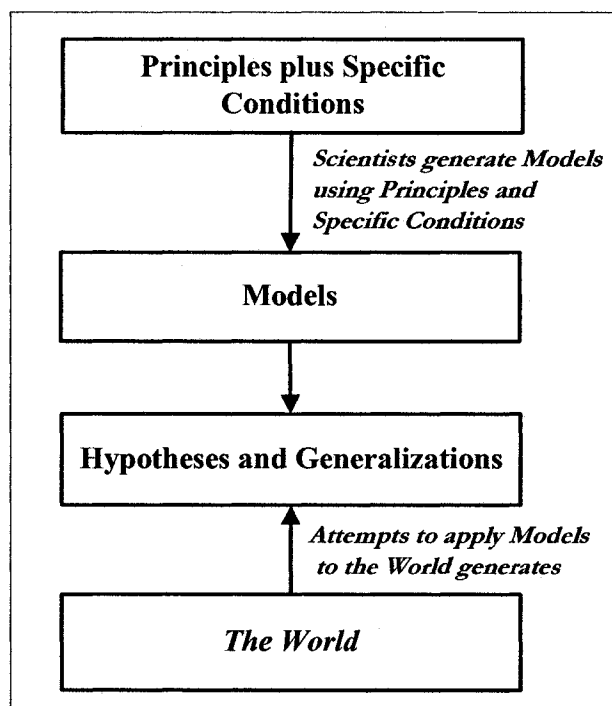 Principles plus Specific
Conditions
Scientists generate Models
using Principles and
Specific Conditions
Models
Hypotheses and Generalizations
Attempts to apply Models
to the World generates
The World